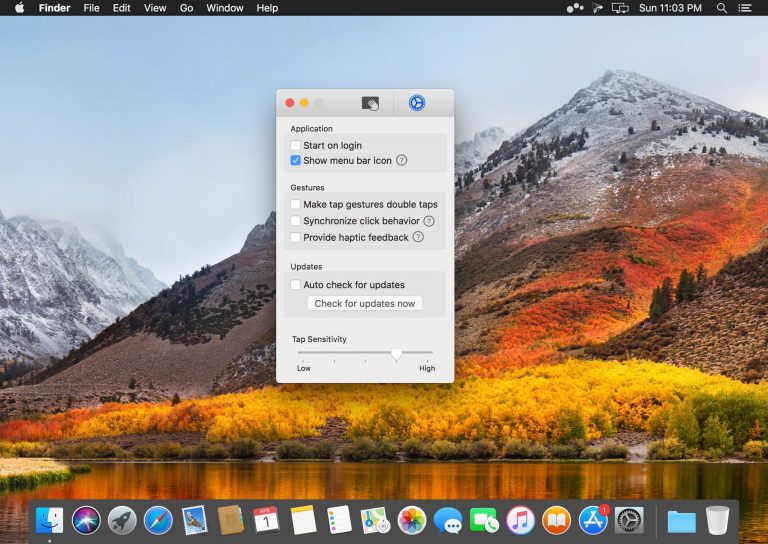 Finder File Edit View Go Window Help Sun 11:03 PM
Application
Start on login
Show menu bar icon ?
Gestures
Make tap gestures double taps
Synchronize click behavior ?
Provide haptic feedback ?
Updates
Auto check for updates
Check for updates now
Tap Sensitivity
Low High
1
1